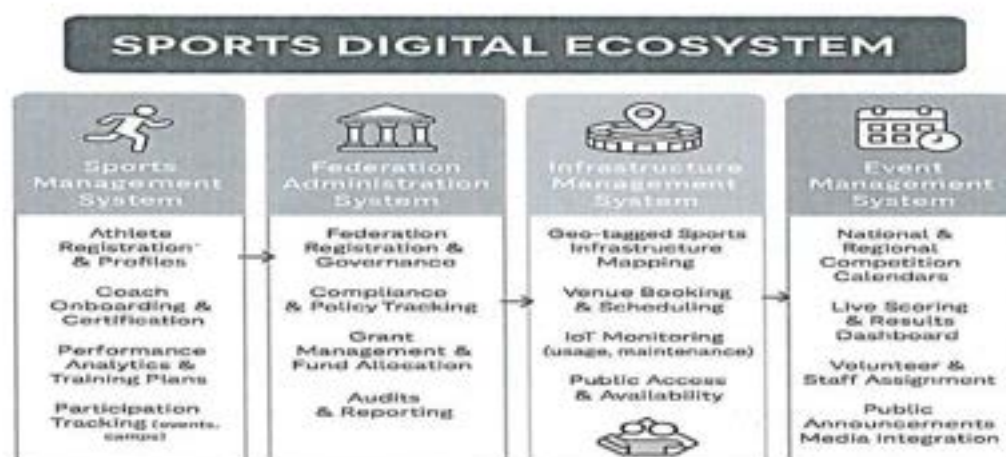 SPORTS DIGITAL ECOSYSTEM
Sports
Management
System
Athlete
Registration
& Profiles
Coach
Onboarding &
Certification
Performance
Analytics &
Training Plans
Participation
Tracking (events,
camps)
Federation
Administration
System
Federation
Registration &
Governance
Compliance
& Policy Tracking
Grant
Management &
Fund Allocation
Audits
& Reporting
Infrastructure
Management
System
Geo-tagged Sports
Infrastructure
Mapping
Venue Booking
& Scheduling
IoT Monitoring
(usage, maintenance)
Public Access
& Availability
Event
Management
System
National &
Regional
Competition
Calendars
Live Scoring
& Results
Dashboard
Volunteer &
Staff Assignment
Public
Announcements
Media Integration